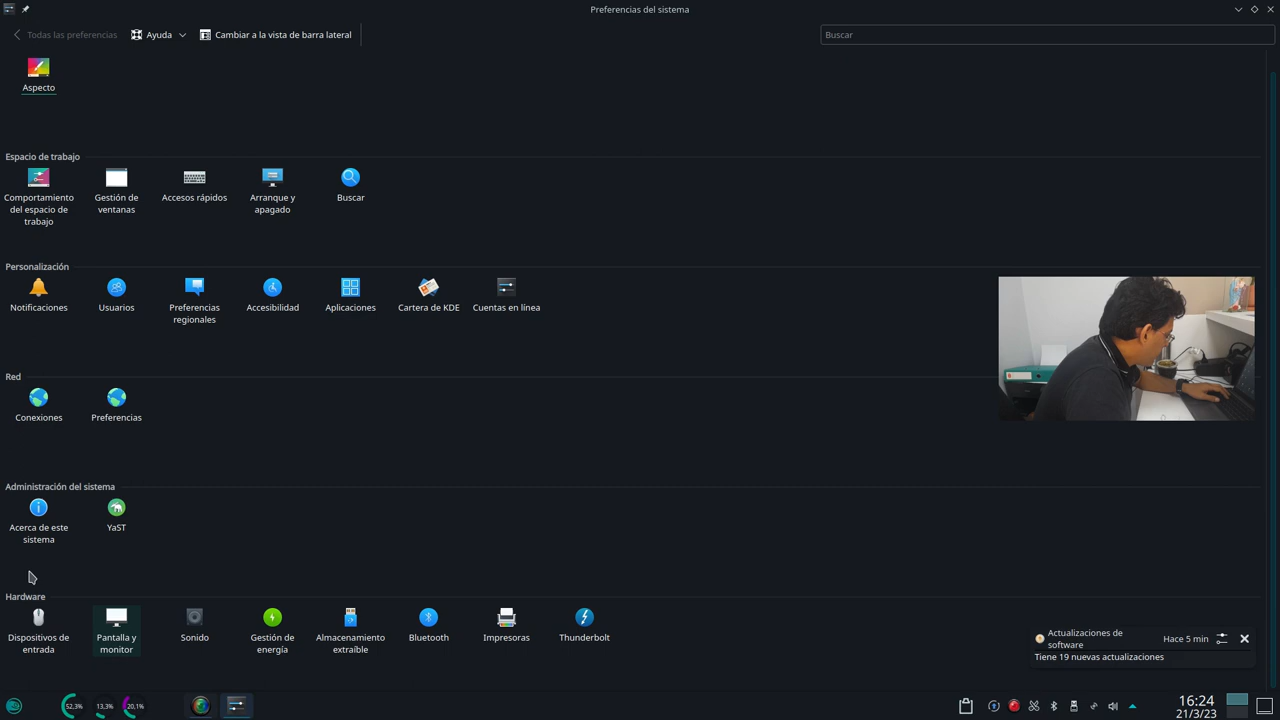 Preferencias del sistema
Todas las preferencias
Ayuda
Cambiar a la vista de barra lateral
Buscar
Aspecto
Espacio de trabajo
Comportamiento
del espacio de
trabajo
Gestión de
ventanas
Accesos rápidos
Arranque y
apagado
Buscar
Personalización
Notificaciones
Usuarios
Preferencias
regionales
Accesibilidad
Aplicaciones
Cartera de KDE
Cuentas en línea
Red
Conexiones
Preferencias
Administración del sistema
Acerca de este
sistema
YaST
Hardware
Dispositivos de
entrada
Pantalla y
monitor
Sonido
Gestión de
energía
Almacenamiento
extraíble
Bluetooth
Impresoras
Thunderbolt
Actualizaciones de
software
Hace 5 min
Tiene 19 nuevas actualizaciones
52,3%
13,3%
20,1%
16:24
21/3/23